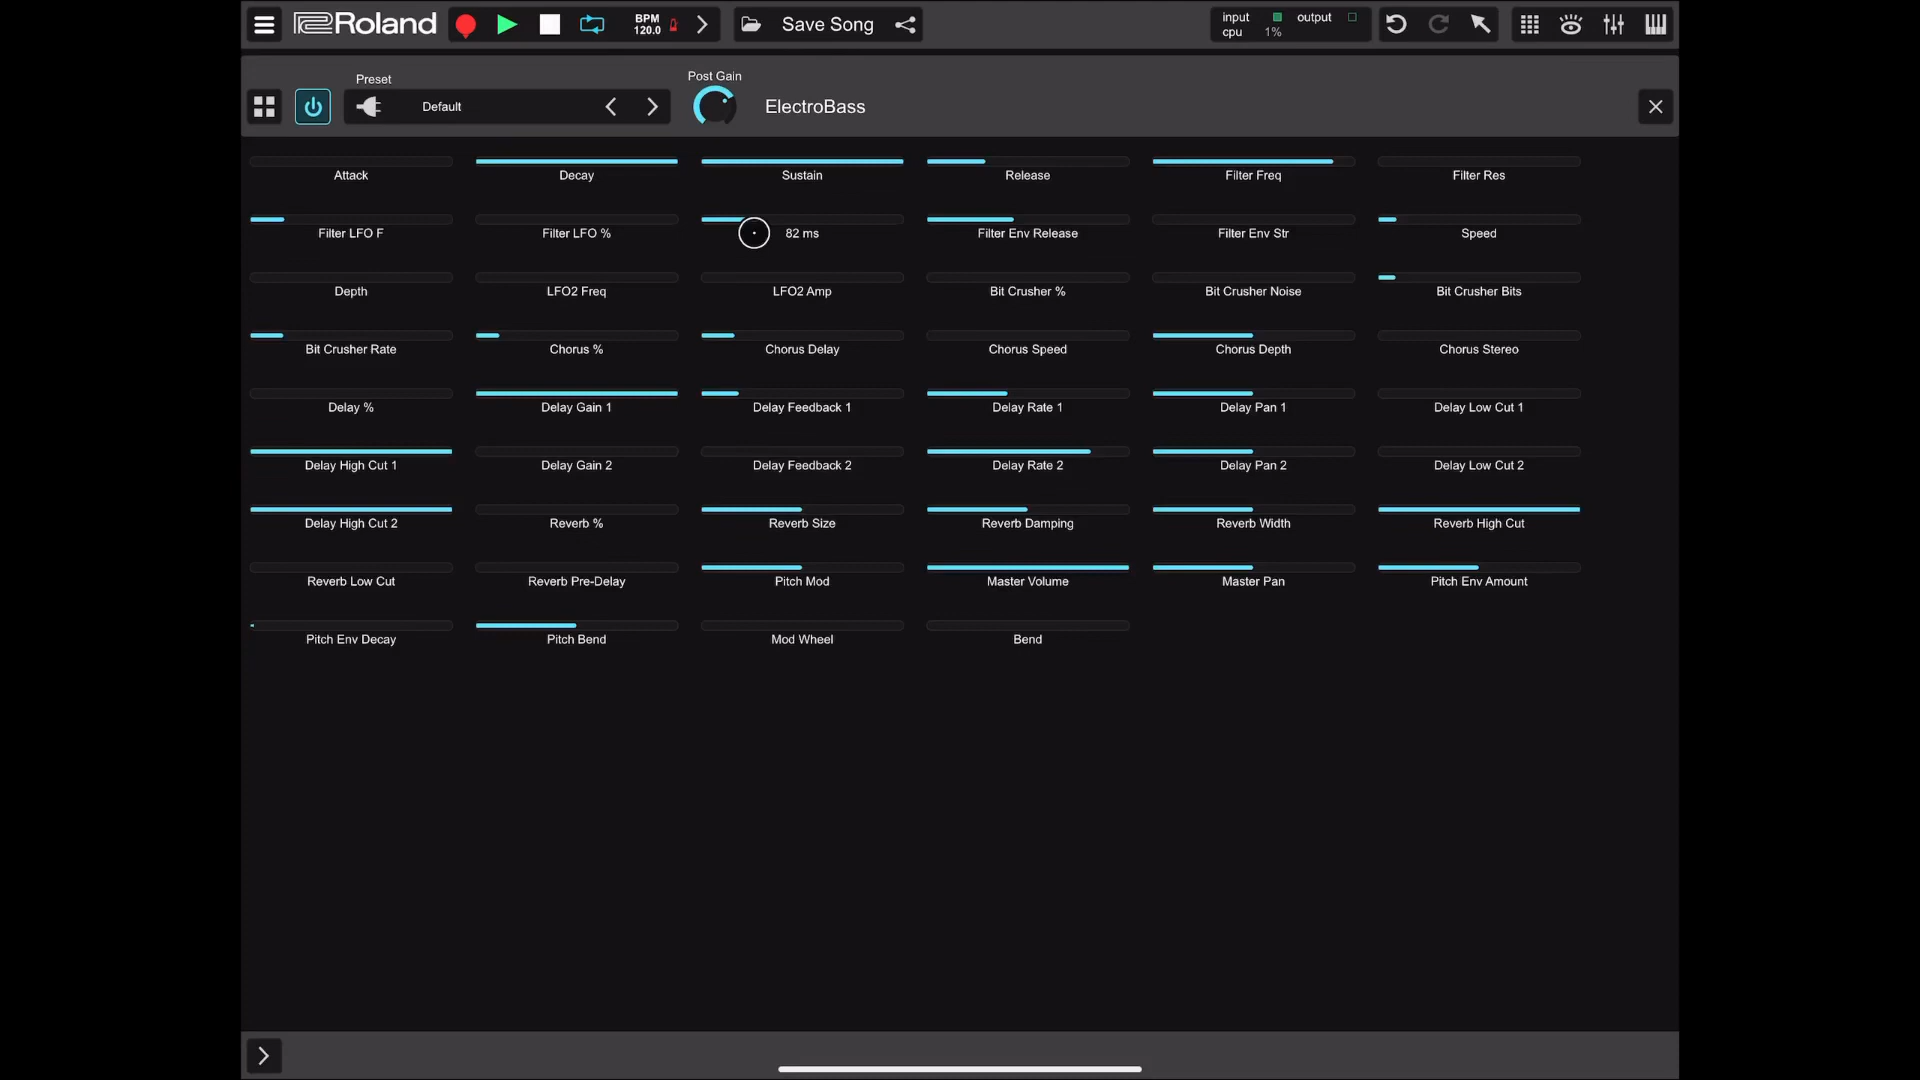 Roland
BPM
120.0
Save Song
input
output
cpu
1%
Preset
Default
Post Gain
ElectroBass
Attack
Decay
Sustain
Release
Filter Freq
Filter Res
Filter LFO F
Filter LFO %
82 ms
Filter Env Release
Filter Env Str
Speed
Depth
LFO2 Freq
LFO2 Amp
Bit Crusher %
Bit Crusher Noise
Bit Crusher Bits
Bit Crusher Rate
Chorus %
Chorus Delay
Chorus Speed
Chorus Depth
Chorus Stereo
Delay %
Delay Gain 1
Delay Feedback 1
Delay Rate 1
Delay Pan 1
Delay Low Cut 1
Delay High Cut 1
Delay Gain 2
Delay Feedback 2
Delay Rate 2
Delay Pan 2
Delay Low Cut 2
Delay High Cut 2
Reverb %
Reverb Size
Reverb Damping
Reverb Width
Reverb High Cut
Reverb Low Cut
Reverb Pre-Delay
Pitch Mod
Master Volume
Master Pan
Pitch Env Amount
Pitch Env Decay
Pitch Bend
Mod Wheel
Bend